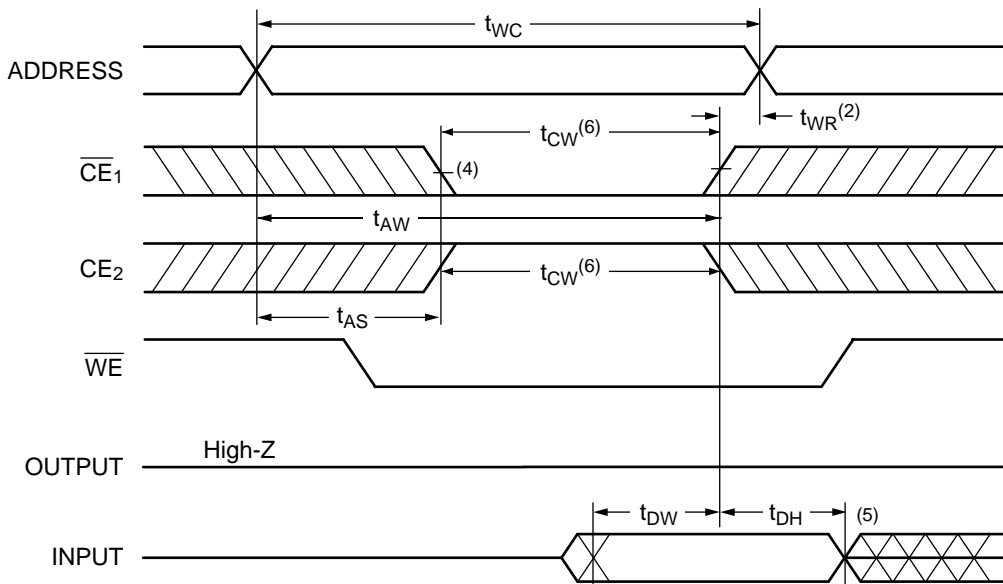 tWC
ADDRESS
tWR(2)
tCW(6)
CE1
(4)
tAW
CE2
tCW(6)
tAS
WE
High-Z
OUTPUT
tDW
tDH
(5)
INPUT